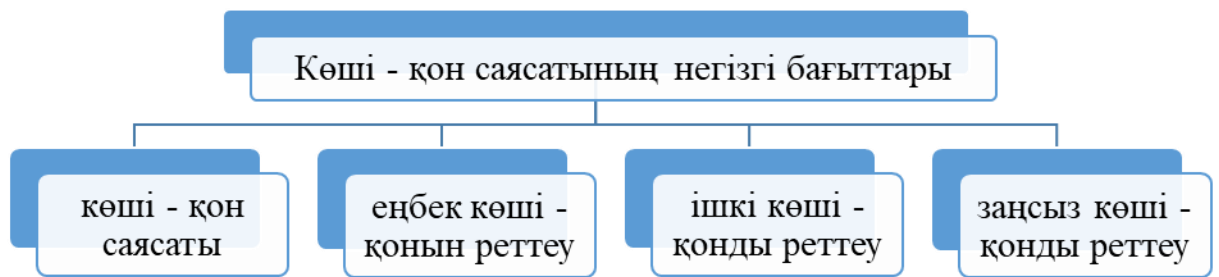 Көші - қон саясатының негізгі бағыттары
көші - қон
саясаты
еңбек көші -
қонын реттеу
ішкі көші -
қонды реттеу
заңсыз көші -
қонды реттеу